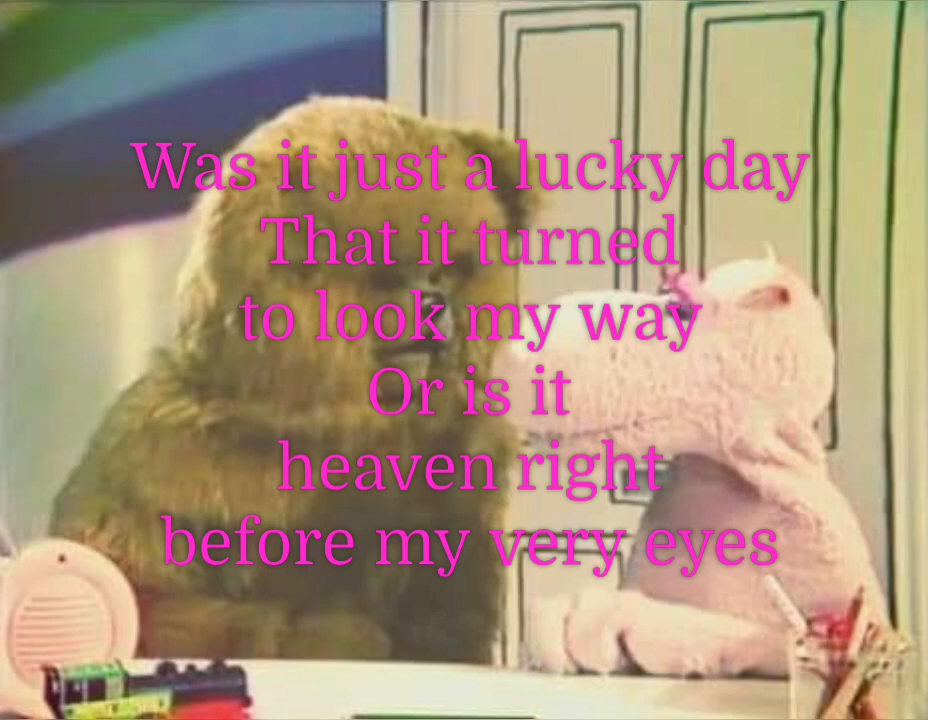 Was it just a lucky day
That it turned
to look my way
Or is it
heaven right
before my very eyes